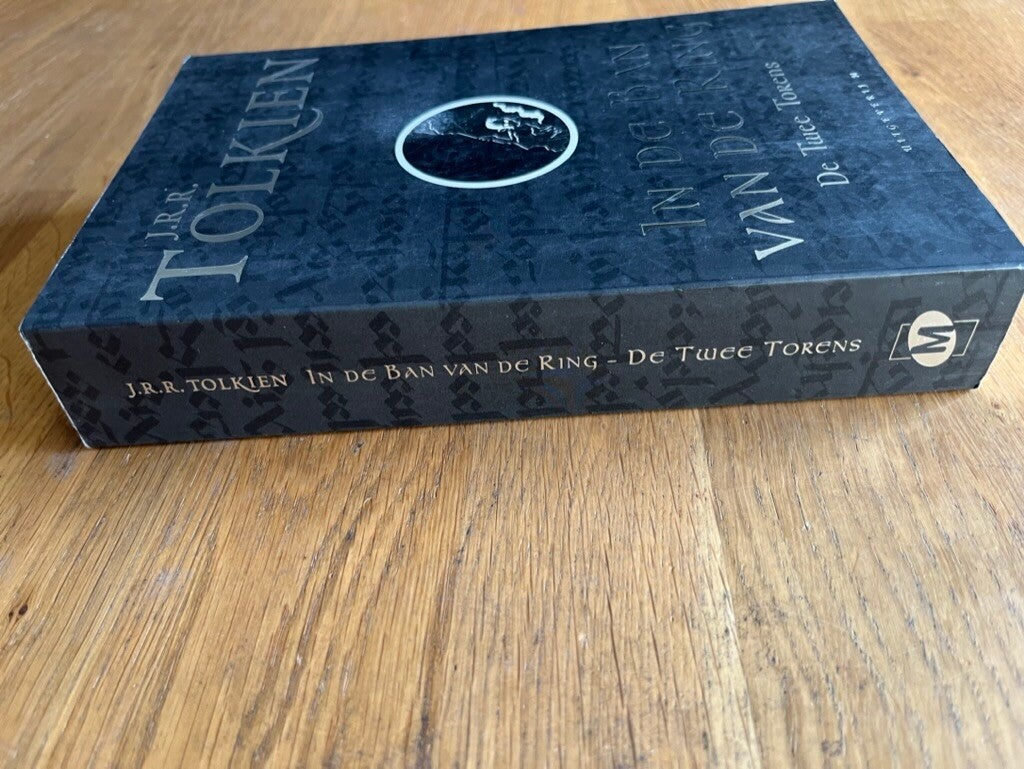 J.R.R.
TOLKIEN
IN DE BAN
VAN DE RING
DE TWEE TORENS
UITGEVERIJ M
J.R.R. TOLKIEN IN DE BAN VAN DE RING – DE TWEE TORENS
M